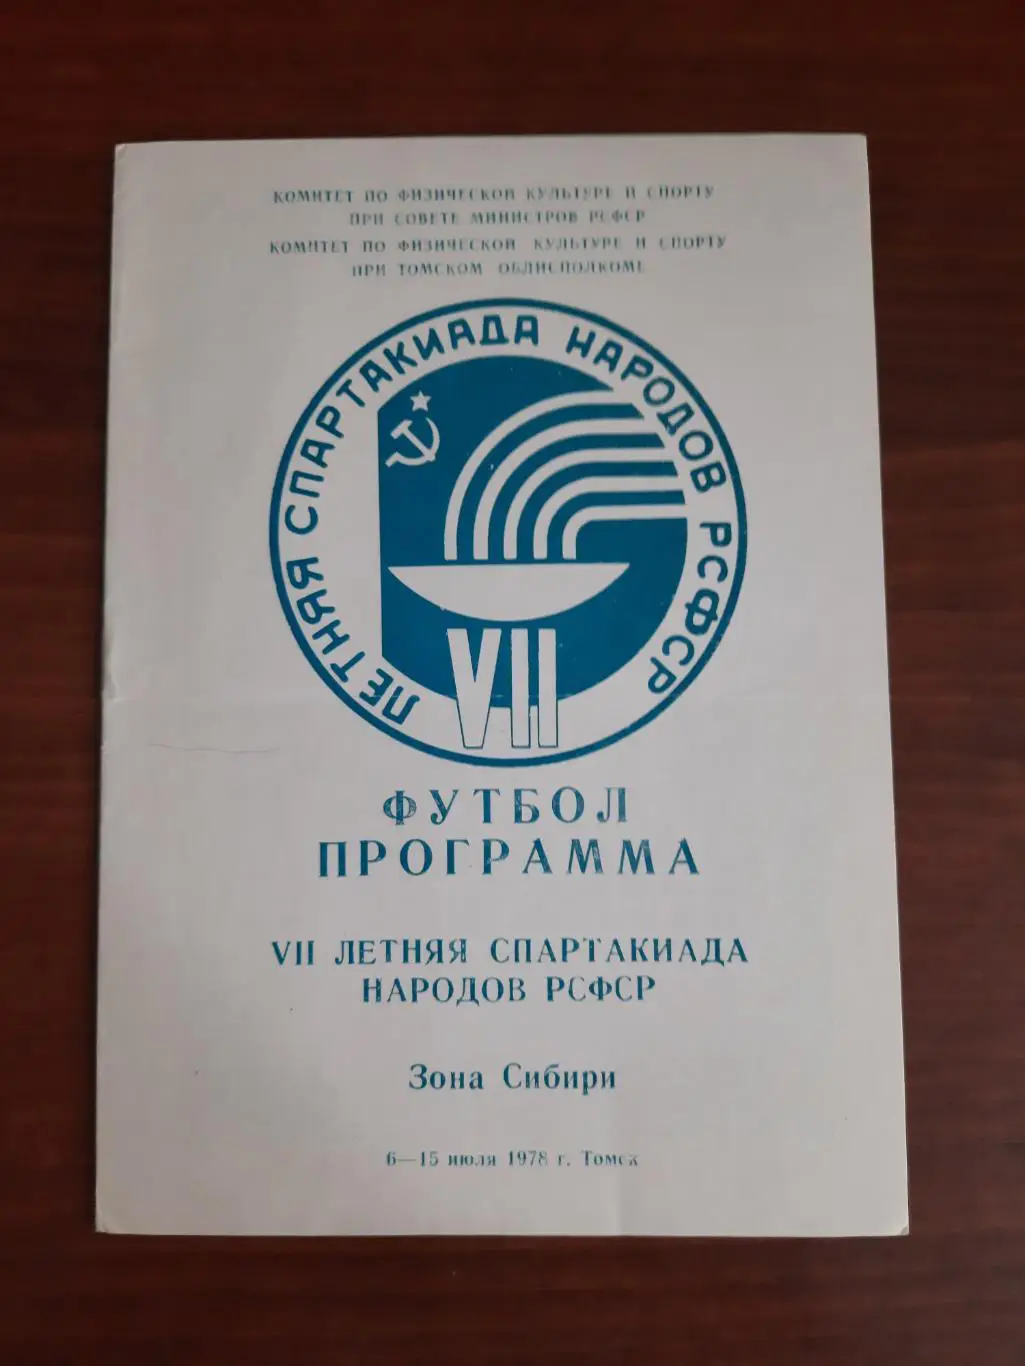 КОМИТЕТ ПО ФИЗИЧЕСКОЙ КУЛЬТУРЕ И СПОРТУ
ПРИ СОВЕТЕ МИНИСТРОВ РСФСР
КОМИТЕТ ПО ФИЗИЧЕСКОЙ КУЛЬТУРЕ И СПОРТУ
ПРИ ТОМСКОМ ОБЛИСПОЛКОМЕ
ЛЕТНЯЯ СПАРТАКИАДА НАРОДОВ РСФСР
VII
ФУТБОЛ
ПРОГРАММА
VII ЛЕТНЯЯ СПАРТАКИАДА
НАРОДОВ РСФСР
Зона Сибири
6—15 июля 1978 г. Томск